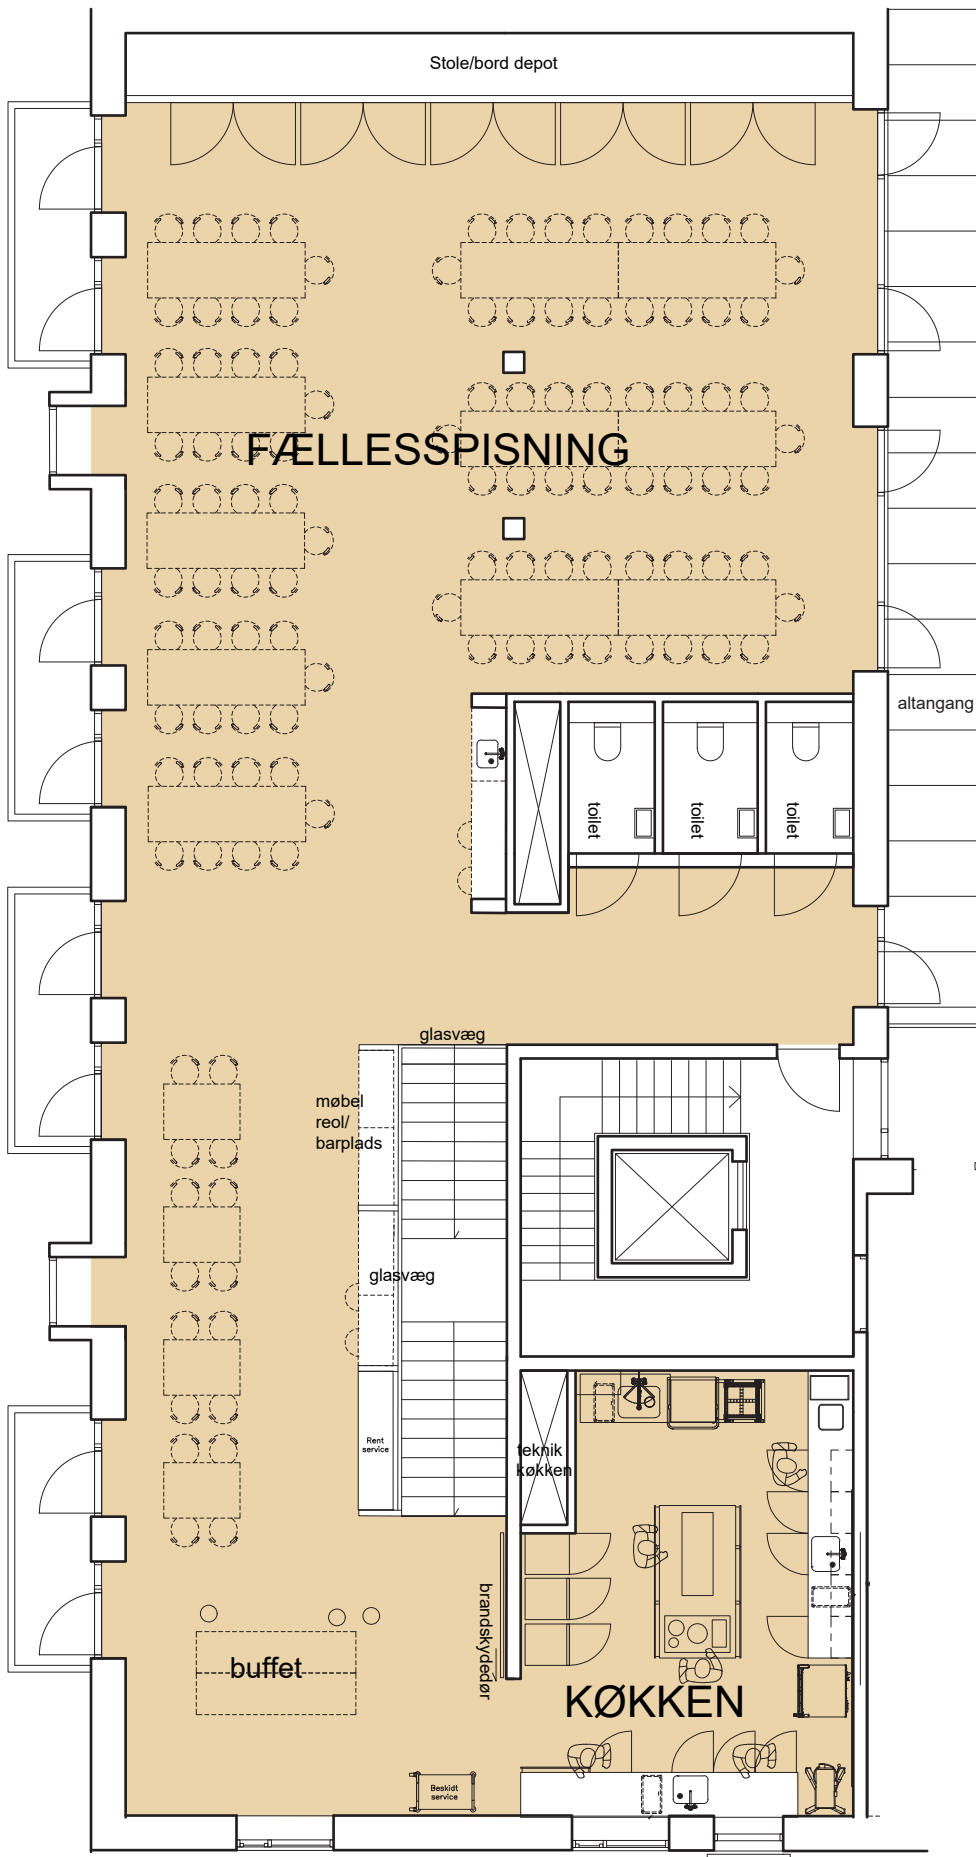 Stole/bord depot
FÆLLESSPISNING
altangang
toilet
toilet
toilet
glasvæg
møbel
reol/
barplads
glasvæg
Rent
service
teknik
køkken
brandskydedør
buffet
KØKKEN
Beskidt
service